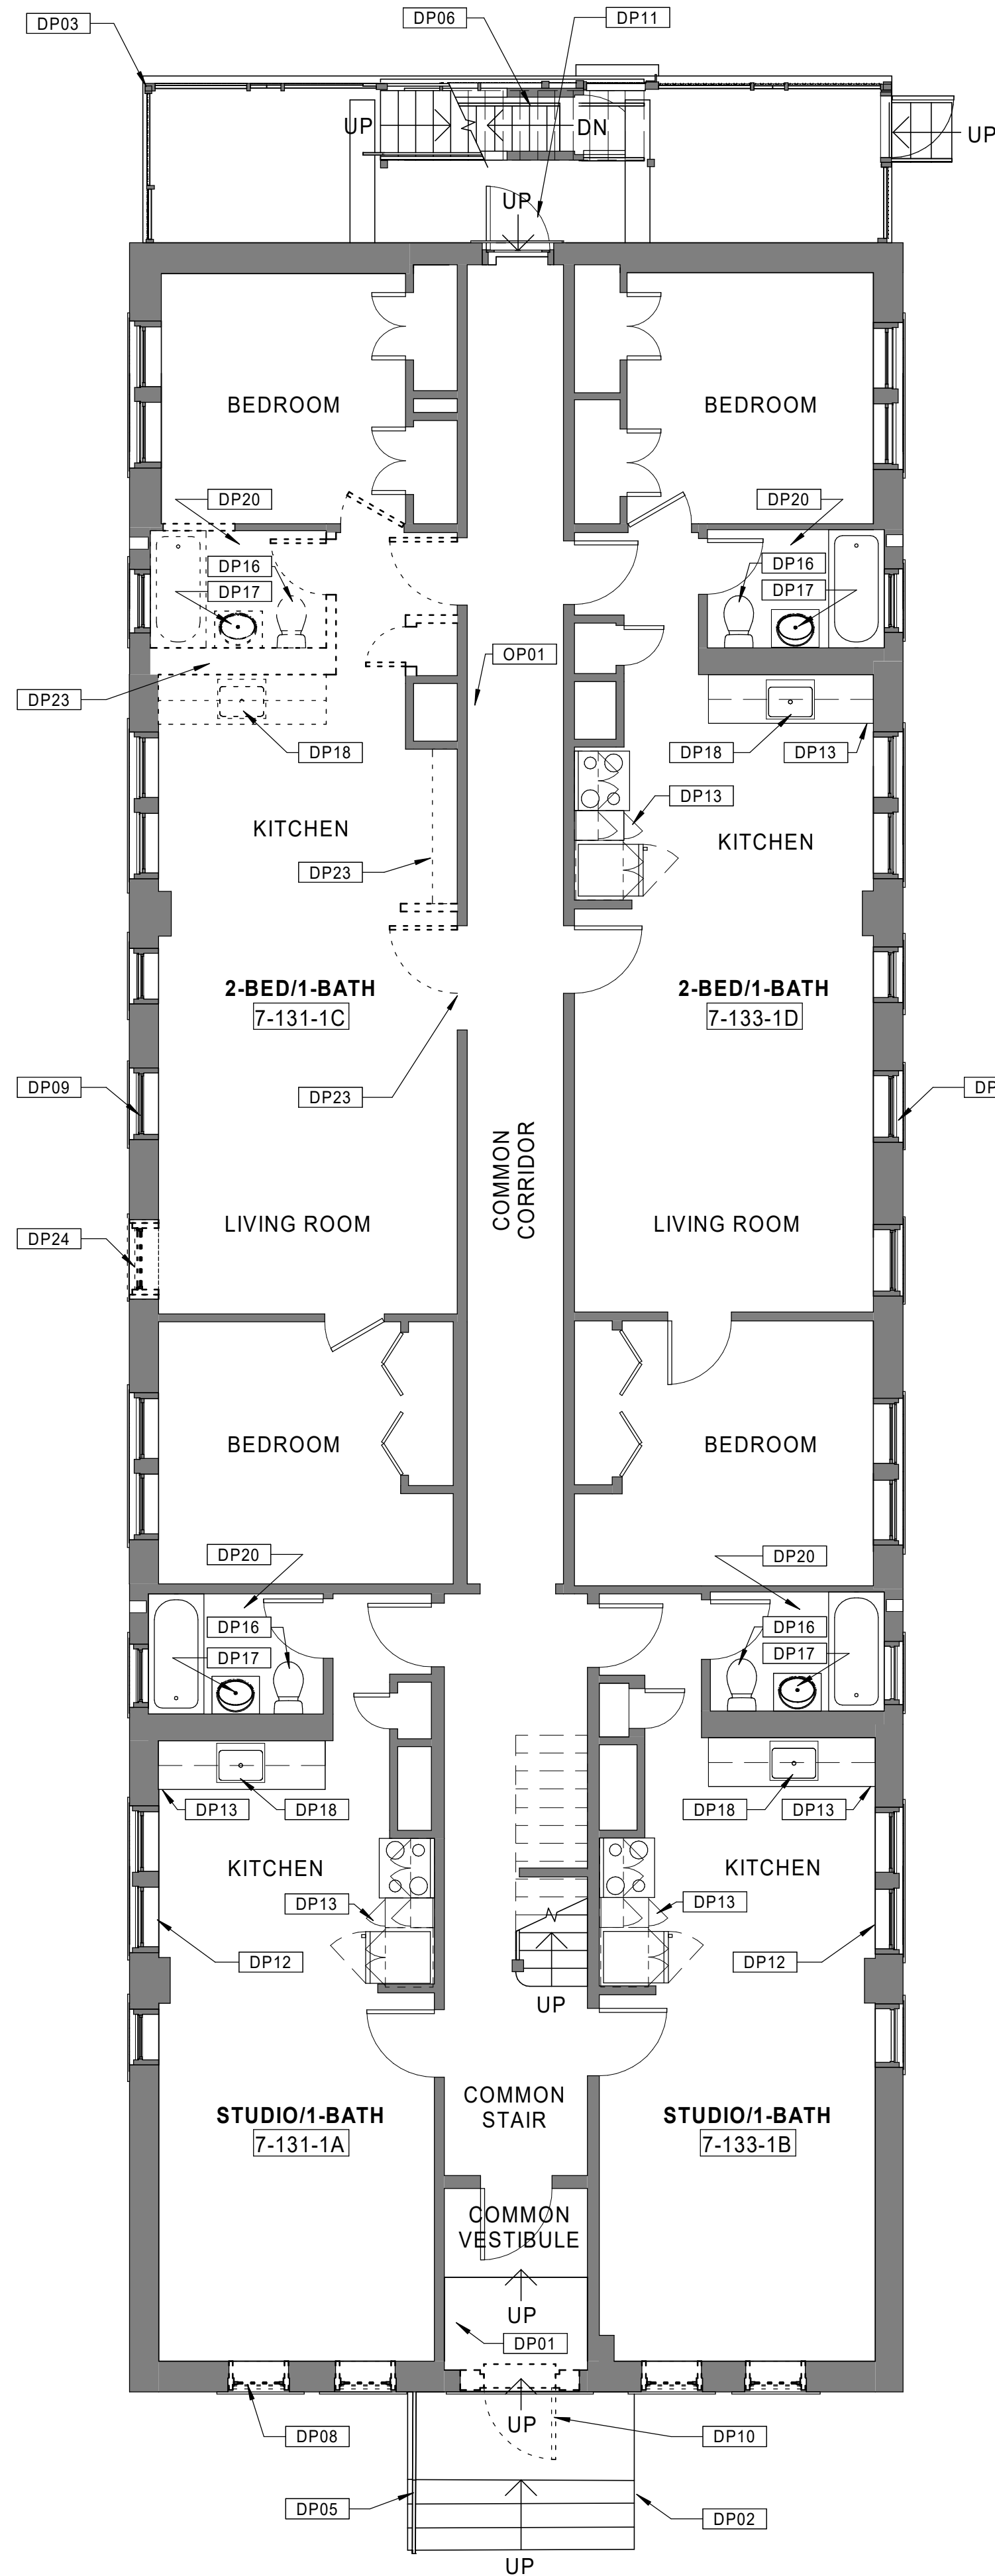 DP03
DP06
DP11
UP
DN
UP
UP
BEDROOM
BEDROOM
DP20
DP20
DP16
DP16
DP17
DP17
OP01
DP23
DP18
DP18
DP13
DP13
KITCHEN
KITCHEN
DP23
2-BED/1-BATH
7-131-1C
2-BED/1-BATH
7-133-1D
DP09
DP23
DP
COMMON
CORRIDOR
LIVING ROOM
LIVING ROOM
DP24
BEDROOM
BEDROOM
DP20
DP20
DP16
DP16
DP17
DP17
DP13
DP18
DP18
DP13
KITCHEN
KITCHEN
DP13
DP13
DP12
DP12
UP
COMMON
STAIR
STUDIO/1-BATH
7-131-1A
STUDIO/1-BATH
7-133-1B
COMMON
VESTIBULE
UP
DP01
UP
DP08
DP10
DP05
DP02
UP